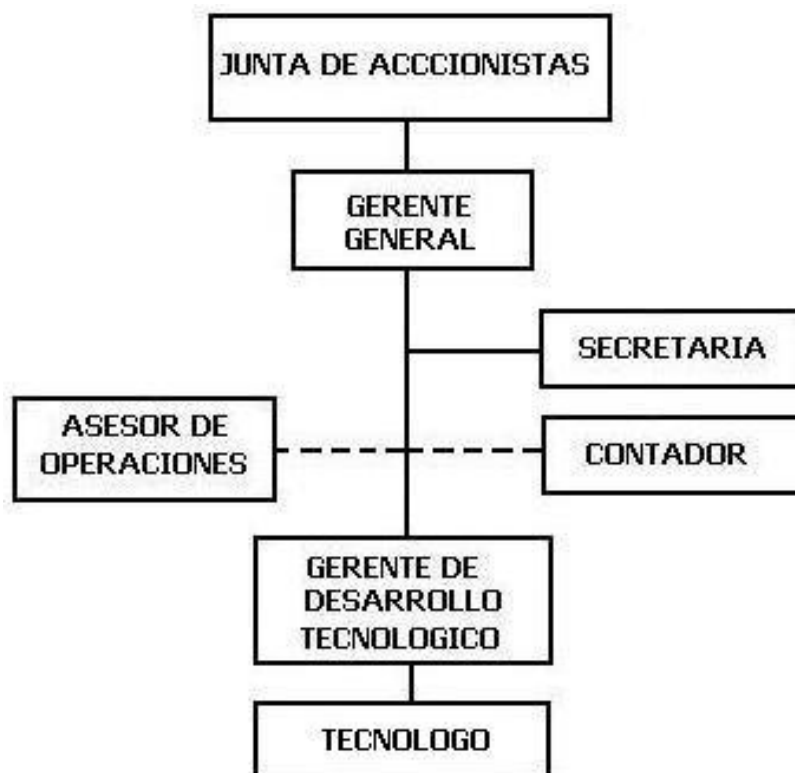 JUNTA DE ACCCIONISTAS
GERENTE
GENERAL
SECRETARIA
ASESOR DE
OPERACIONES
CONTADOR
GERENTE DE
DESARROLLO
TECNOLOGICO
TECNOLOGO